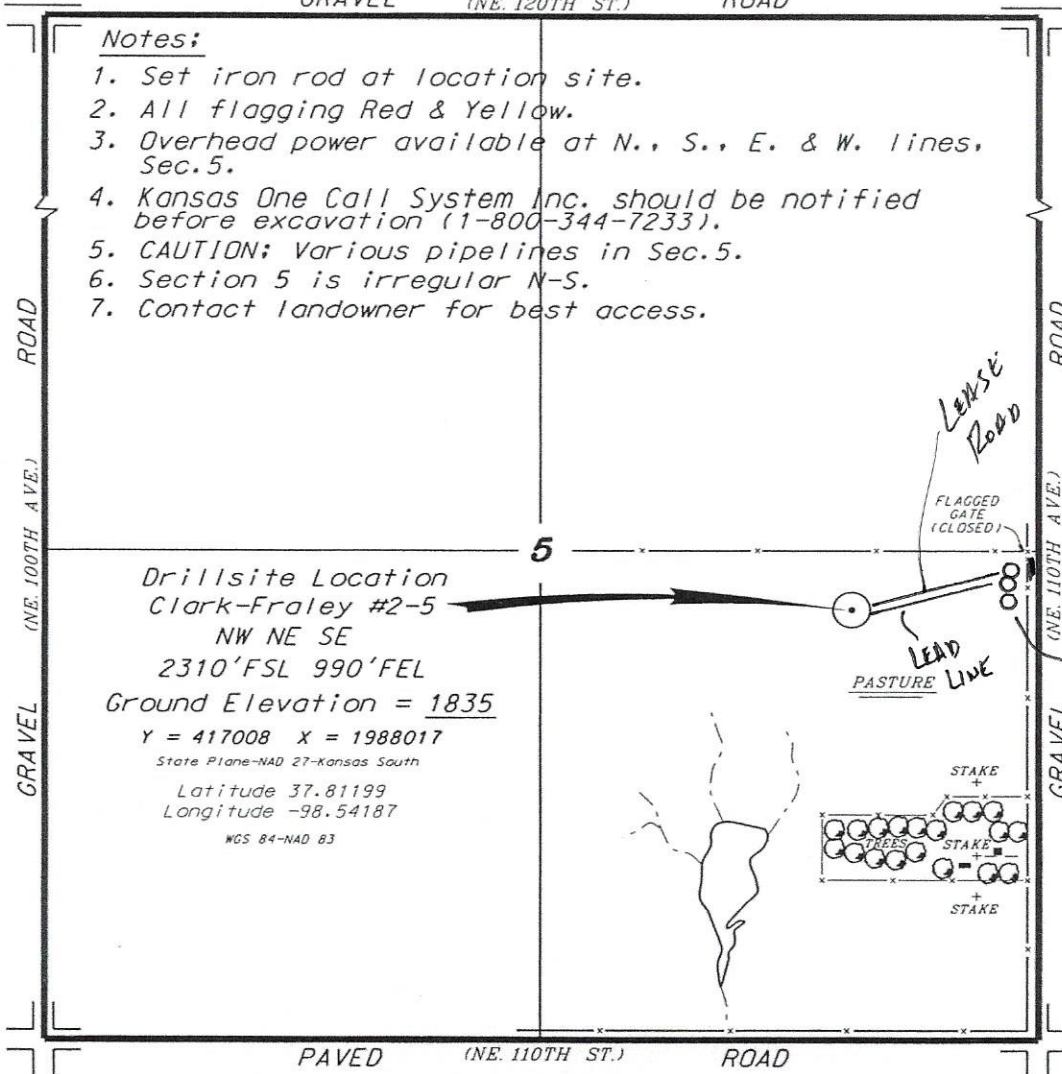 GRAVEL (NE. 120TH ST.) ROAD
Notes:
1. Set iron rod at location site.
2. All flagging Red & Yellow.
3. Overhead power available at N., S., E. & W. lines,
Sec.5.
4. Kansas One Call System Inc. should be notified
before excavation (1-800-344-7233).
5. CAUTION: Various pipelines in Sec.5.
6. Section 5 is irregular N-S.
7. Contact landowner for best access.
GRAVEL (NE. 100TH AVE.) ROAD
GRAVEL (NE. 110TH AVE.) ROAD
LEASE
ROAD
FLAGGED
GATE
(CLOSED)
5
Drillsite Location
Clark-Fraley #2-5
NW NE SE
2310'FSL 990'FEL
Ground Elevation = 1835
Y = 417008 X = 1988017
State Plane-NAD 27-Kansas South
Latitude 37.81199
Longitude -98.54187
WGS 84-NAD 83
LEAD
LINE
PASTURE
STAKE
TREES
STAKE
STAKE
PAVED (NE. 110TH ST.) ROAD